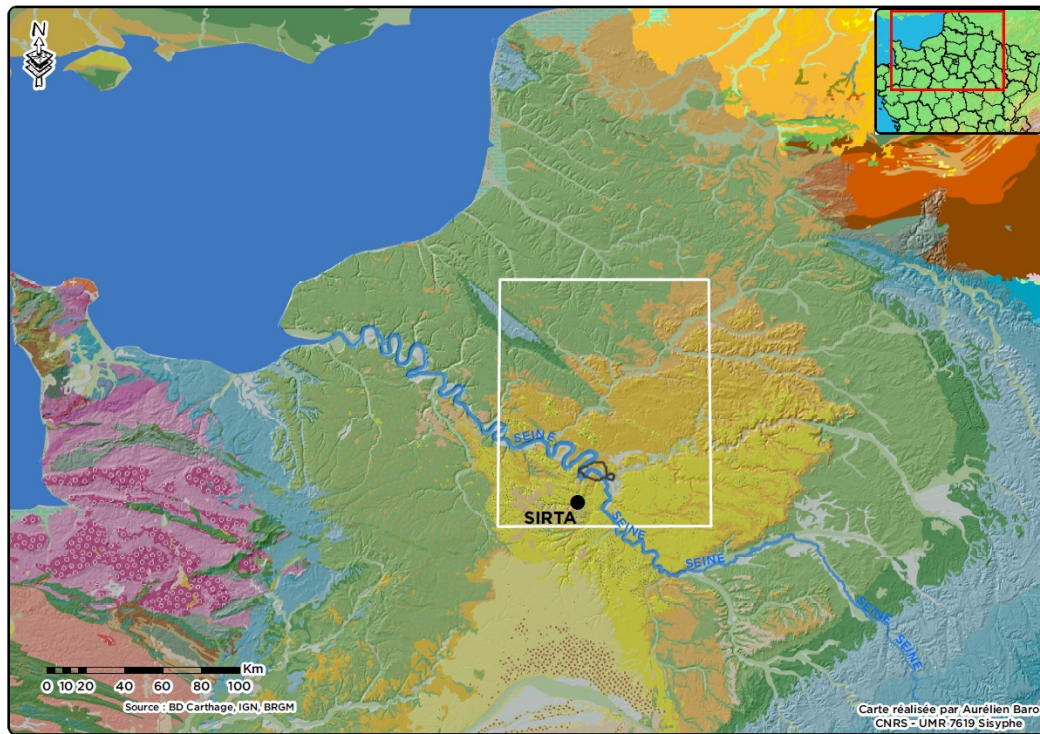 N
SEINE
SIRTA
SEINE
SEINE
SEINE
SEINE
Km
0 10 20 40 60 80 100
Source : BD Carthage, IGN, BRGM
Carte réalisée par Aurélien Baro
CNRS - UMR 7619 Sisyphe